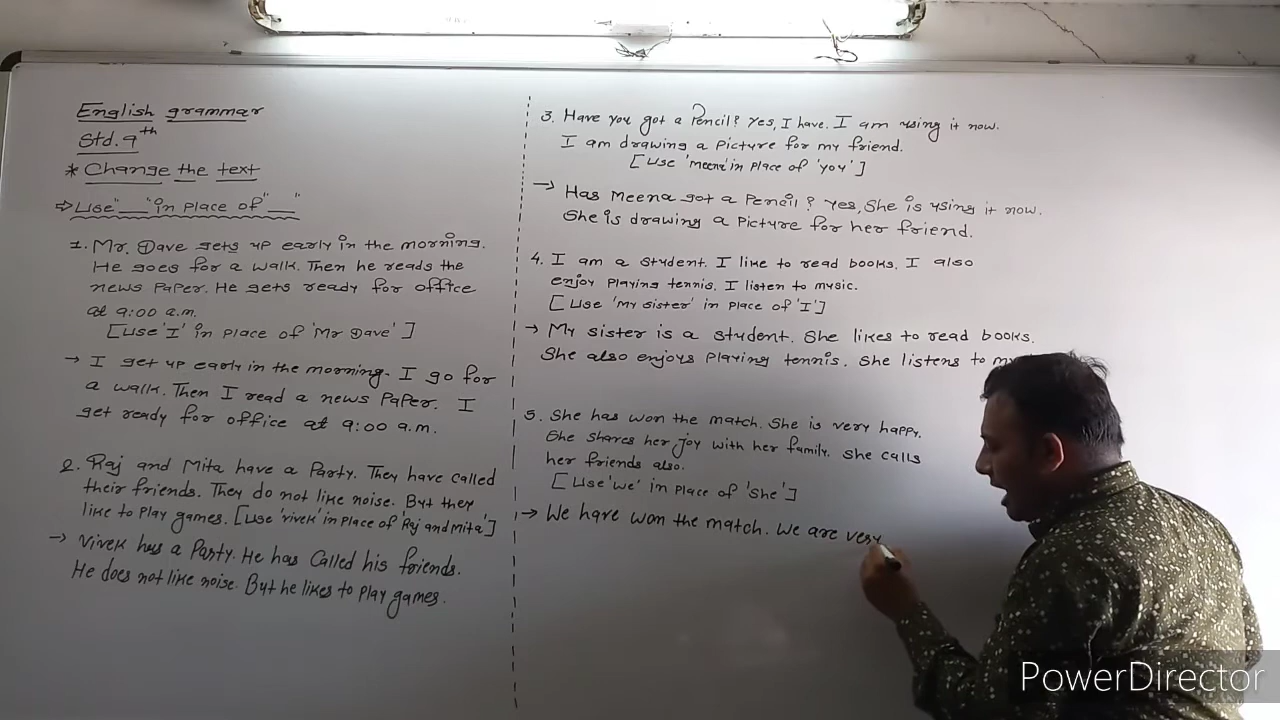 English grammar
Std. 9th
* Change the text
⇒ Use "___" in place of "___"
1. Mr. Dave gets up early in the morning.
He goes for a walk. Then he reads the
news paper. He gets ready for office
at 9:00 a.m.
[Use 'I' in place of 'Mr Dave']
→ I get up early in the morning. I go for
a walk. Then I read a news paper. I
get ready for office at 9:00 a.m.
2. Raj and Mita have a party. They have called
their friends. They do not like noise. But they
like to play games. [Use 'vivek' in place of 'Raj and Mita']
→ Vivek has a party. He has called his friends.
He does not like noise. But he likes to play games.
3. Have you got a pencil? Yes, I have. I am using it now.
I am drawing a picture for my friend.
[Use 'meena' in place of 'you']
→ Has Meena got a pencil? Yes, She is using it now.
She is drawing a picture for her friend.
4. I am a student. I like to read books. I also
enjoy playing tennis. I listen to music.
[Use 'My sister' in place of 'I']
→ My sister is a student. She likes to read books.
She also enjoys playing tennis. She listens to
5. She has won the match. She is very happy.
She shares her joy with her family. She calls
her friends also.
[Use 'we' in place of 'She']
→ We have won the match. We are very
PowerDirector